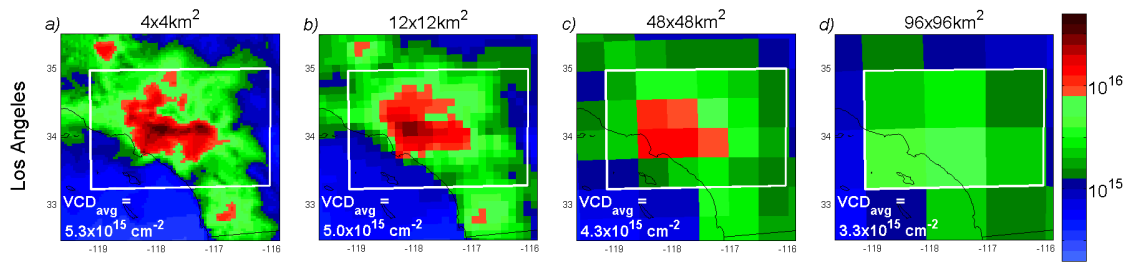 a) 4x4km²
b) 12x12km²
c) 48x48km²
d) 96x96km²
Los Angeles
35
34
33
VCDavg =
5.3x10¹⁵ cm⁻²
-119
-118
-117
-116
35
34
33
VCDavg =
5.0x10¹⁵ cm⁻²
-119
-118
-117
-116
35
34
33
VCDavg =
4.3x10¹⁵ cm⁻²
-119
-118
-117
-116
35
34
33
VCDavg =
3.3x10¹⁵ cm⁻²
-119
-118
-117
-116
10¹⁶
10¹⁵